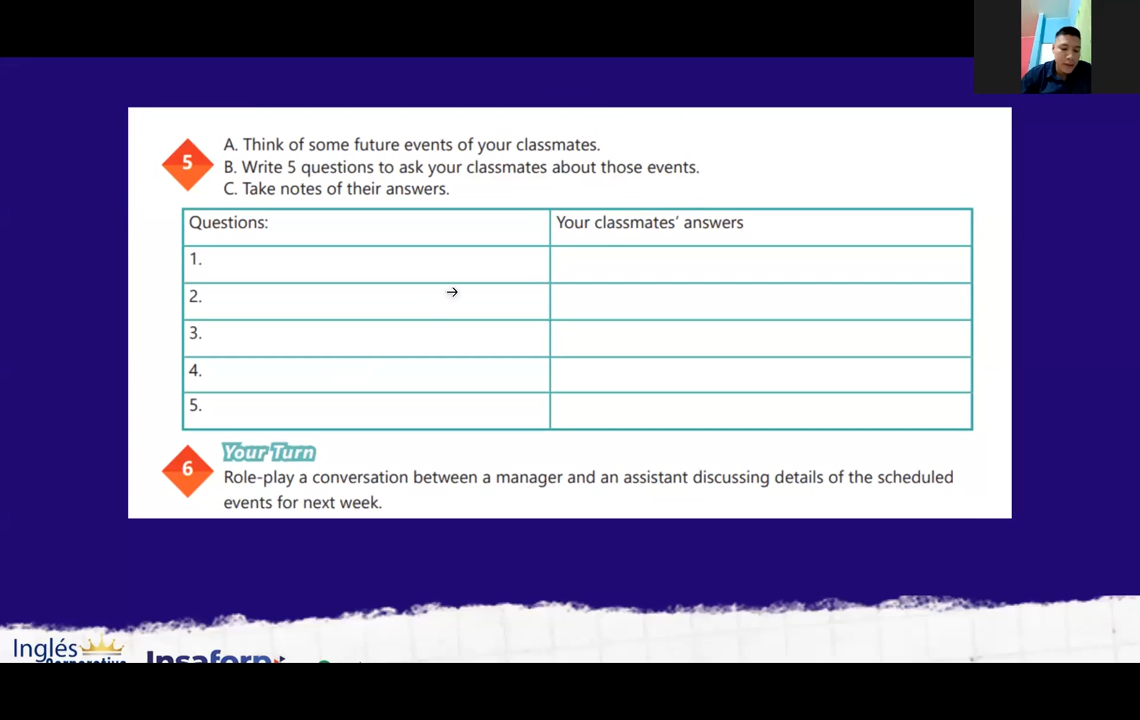 5
A. Think of some future events of your classmates.
B. Write 5 questions to ask your classmates about those events.
C. Take notes of their answers.
Questions:
Your classmates' answers
1.
2.
3.
4.
5.
6
Your Turn
Role-play a conversation between a manager and an assistant discussing details of the scheduled
events for next week.
Inglés
Corporativo
Insaforp